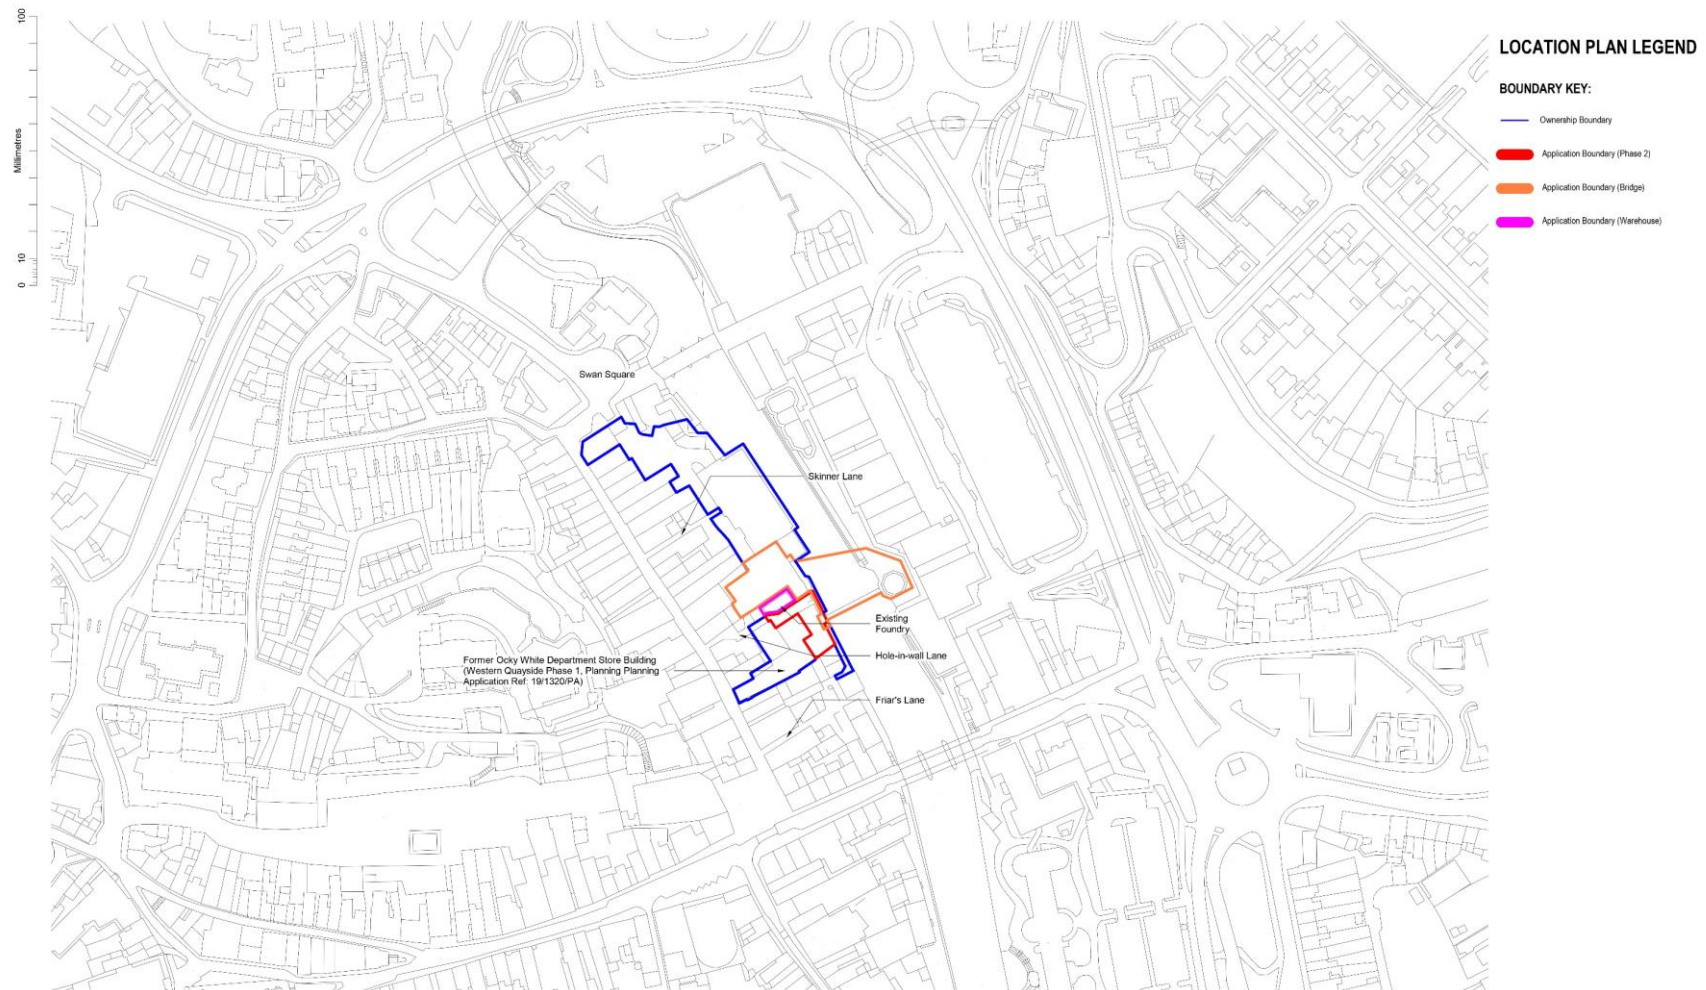 100
Millimetres
10
0
LOCATION PLAN LEGEND
BOUNDARY KEY:
Ownership Boundary
Application Boundary (Phase 2)
Application Boundary (Bridge)
Application Boundary (Warehouse)
Swan Square
Skinner Lane
Existing
Foundry
Hole-in-wall Lane
Former Ocky White Department Store Building
(Western Quayside Phase 1, Planning Planning
Application Ref: 19/1320/PA)
Friar's Lane